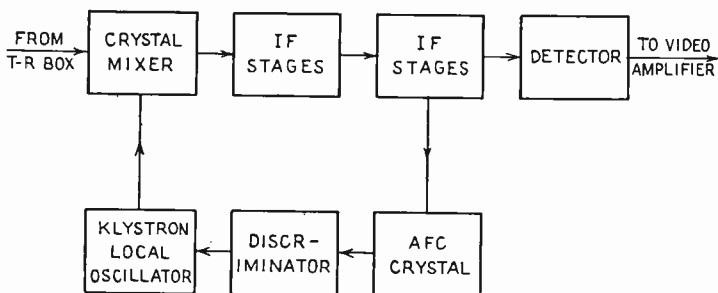 FROM
T-R BOX
CRYSTAL
MIXER
IF
STAGES
IF
STAGES
DETECTOR
TO VIDEO
AMPLIFIER
KLYSTRON
LOCAL
OSCILLATOR
DISCR-
IMINATOR
AFC
CRYSTAL